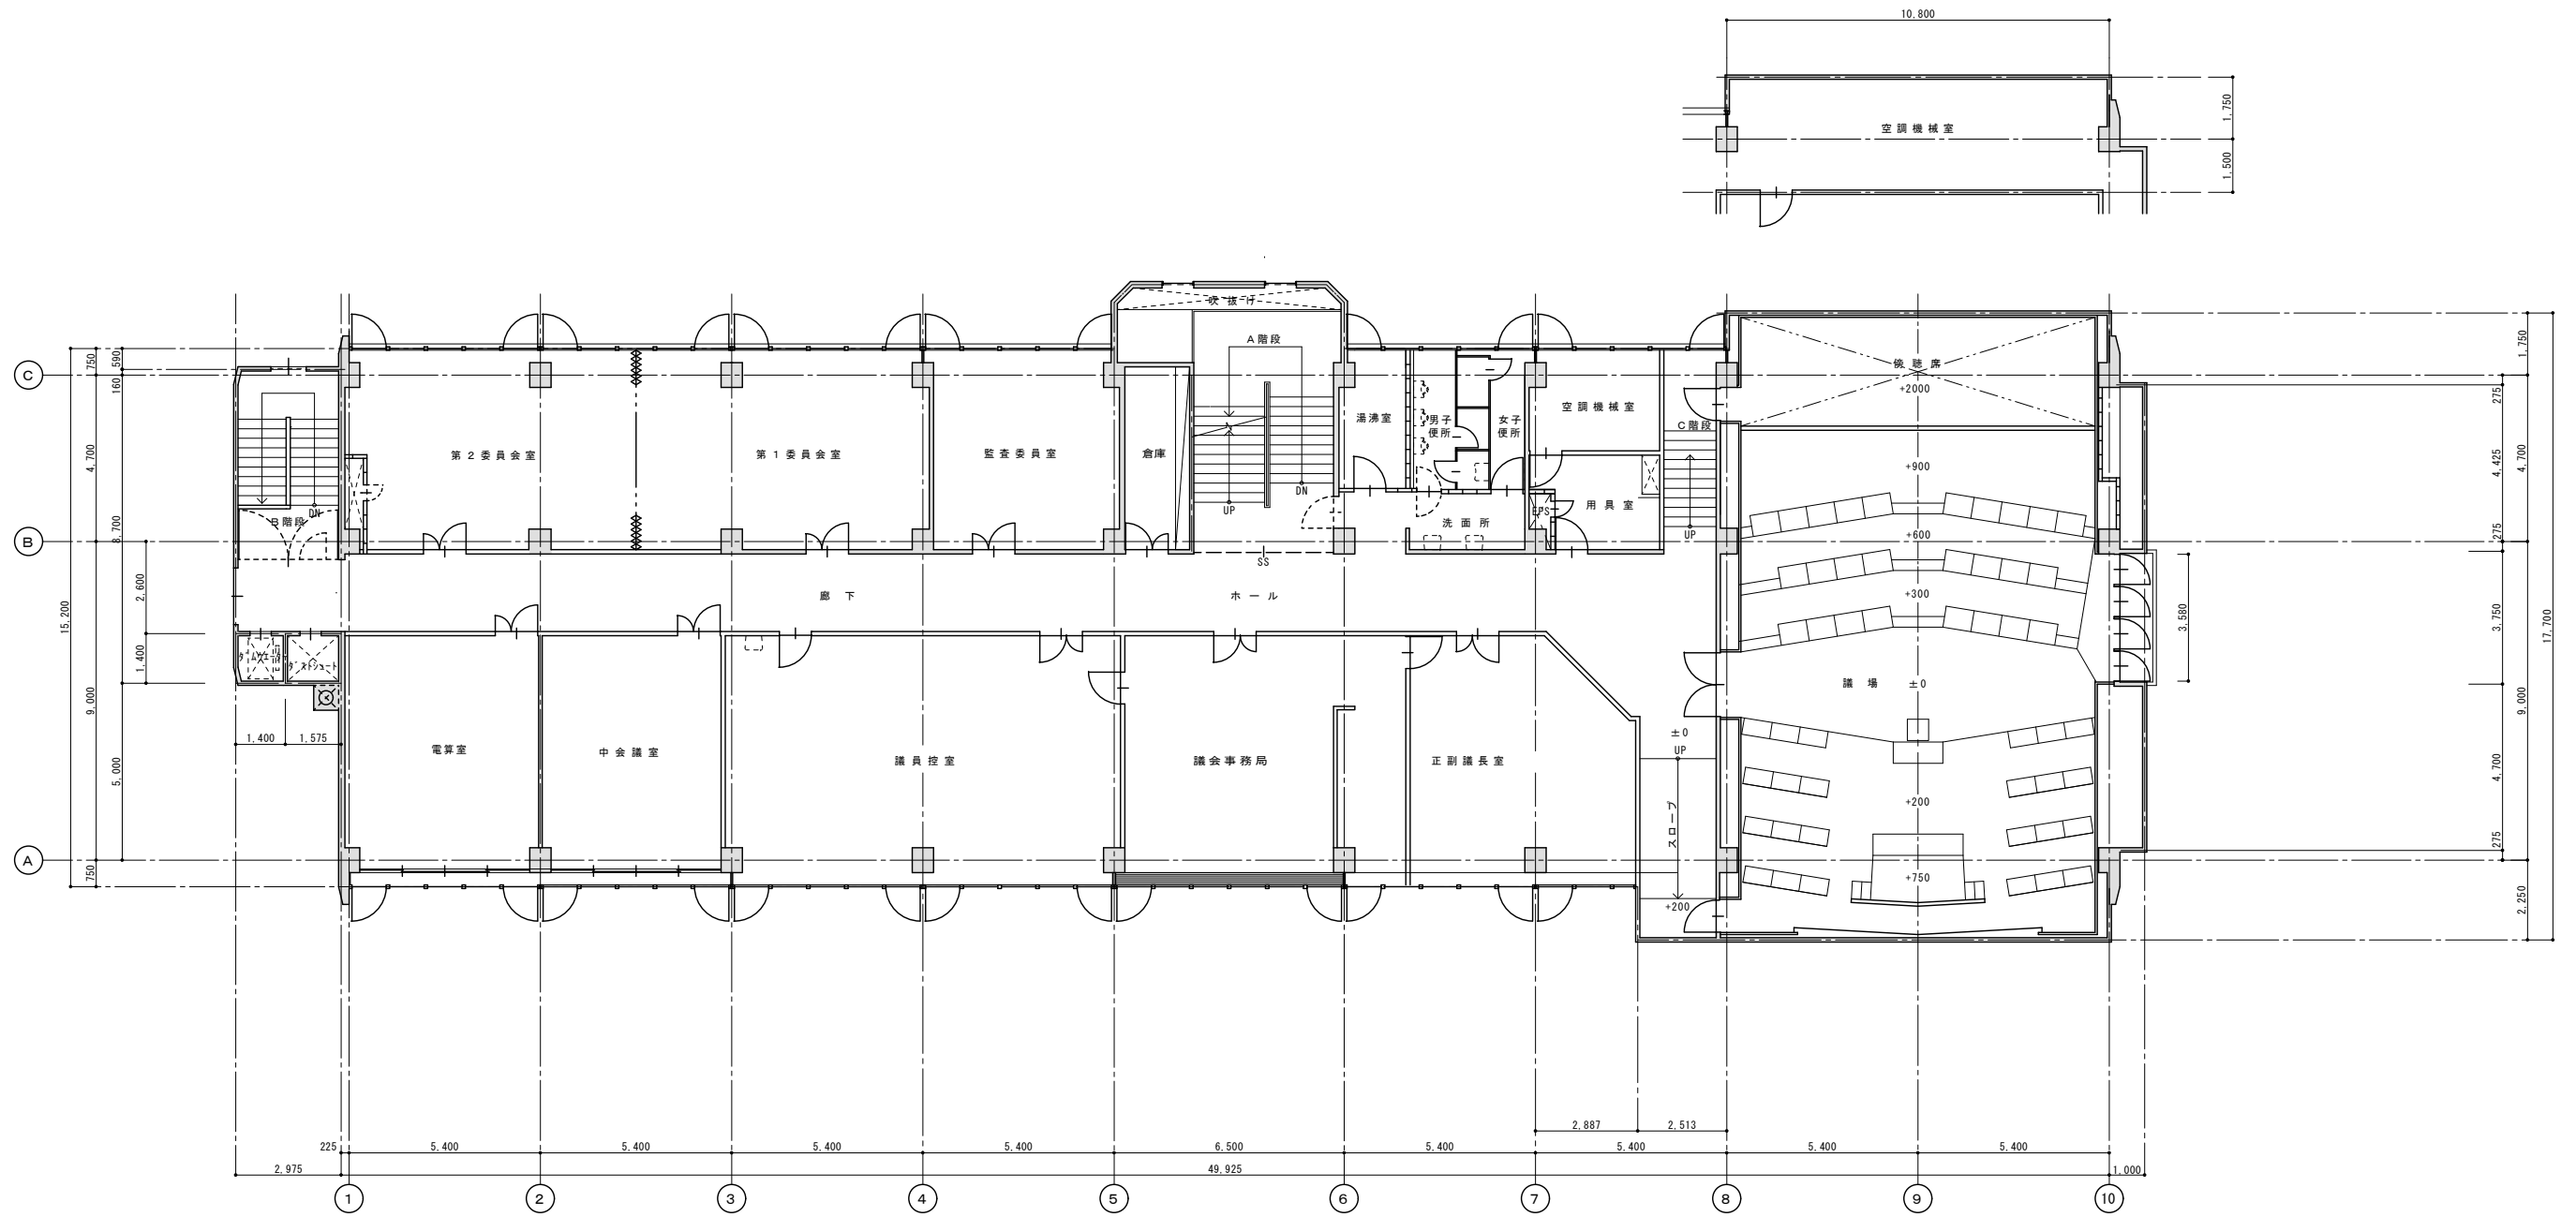 10,800
1,750
空調機械室
1,500
吹抜け
A階段
750
590
1,750
C
傍聴席
+2000
160
275
空調機械室
湯沸室
男子
便所
女子
便所
C階段
第２委員会室
第１委員会室
監査委員室
倉庫
4,700
4,425
4,700
+900
DN
UP
DN
EPS
用具室
B階段
洗面所
8,700
275
B
UP
+600
SS
2,600
廊下
ホール
+300
15,200
3,580
3,750
17,700
1,400
ダストシュート
議場
±0
9,000
9,000
1,400
1,575
電算室
中会議室
議員控室
議会事務局
正副議長室
±0
UP
5,000
4,700
スロープ
+200
A
275
750
+750
+200
2,250
2,887
2,513
225
5,400
5,400
5,400
5,400
6,500
5,400
5,400
5,400
5,400
2,975
49,925
1,000
1
2
3
4
5
6
7
8
9
10